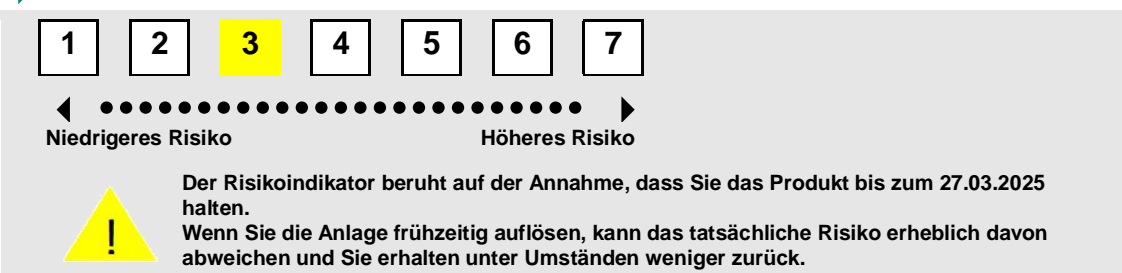 1 2 3 4 5 6 7
Niedrigeres Risiko Höheres Risiko
Der Risikoindikator beruht auf der Annahme, dass Sie das Produkt bis zum 27.03.2025
halten.
Wenn Sie die Anlage frühzeitig auflösen, kann das tatsächliche Risiko erheblich davon
abweichen und Sie erhalten unter Umständen weniger zurück.
!